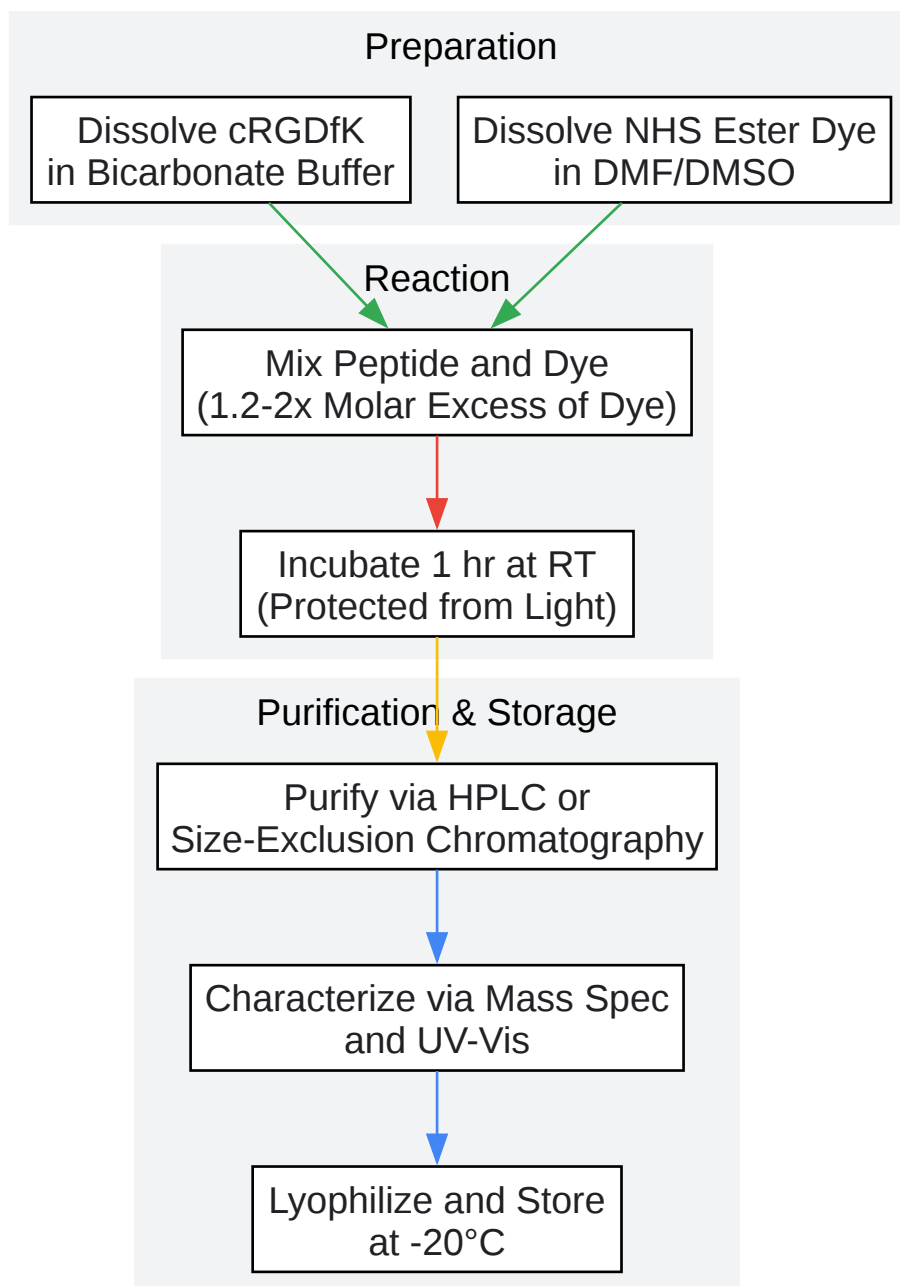 Preparation
Dissolve cRGDfK
in Bicarbonate Buffer
Dissolve NHS Ester Dye
in DMF/DMSO
Reaction
Mix Peptide and Dye
(1.2-2x Molar Excess of Dye)
Incubate 1 hr at RT
(Protected from Light)
Purification & Storage
Purify via HPLC or
Size-Exclusion Chromatography
Characterize via Mass Spec
and UV-Vis
Lyophilize and Store
at -20°C